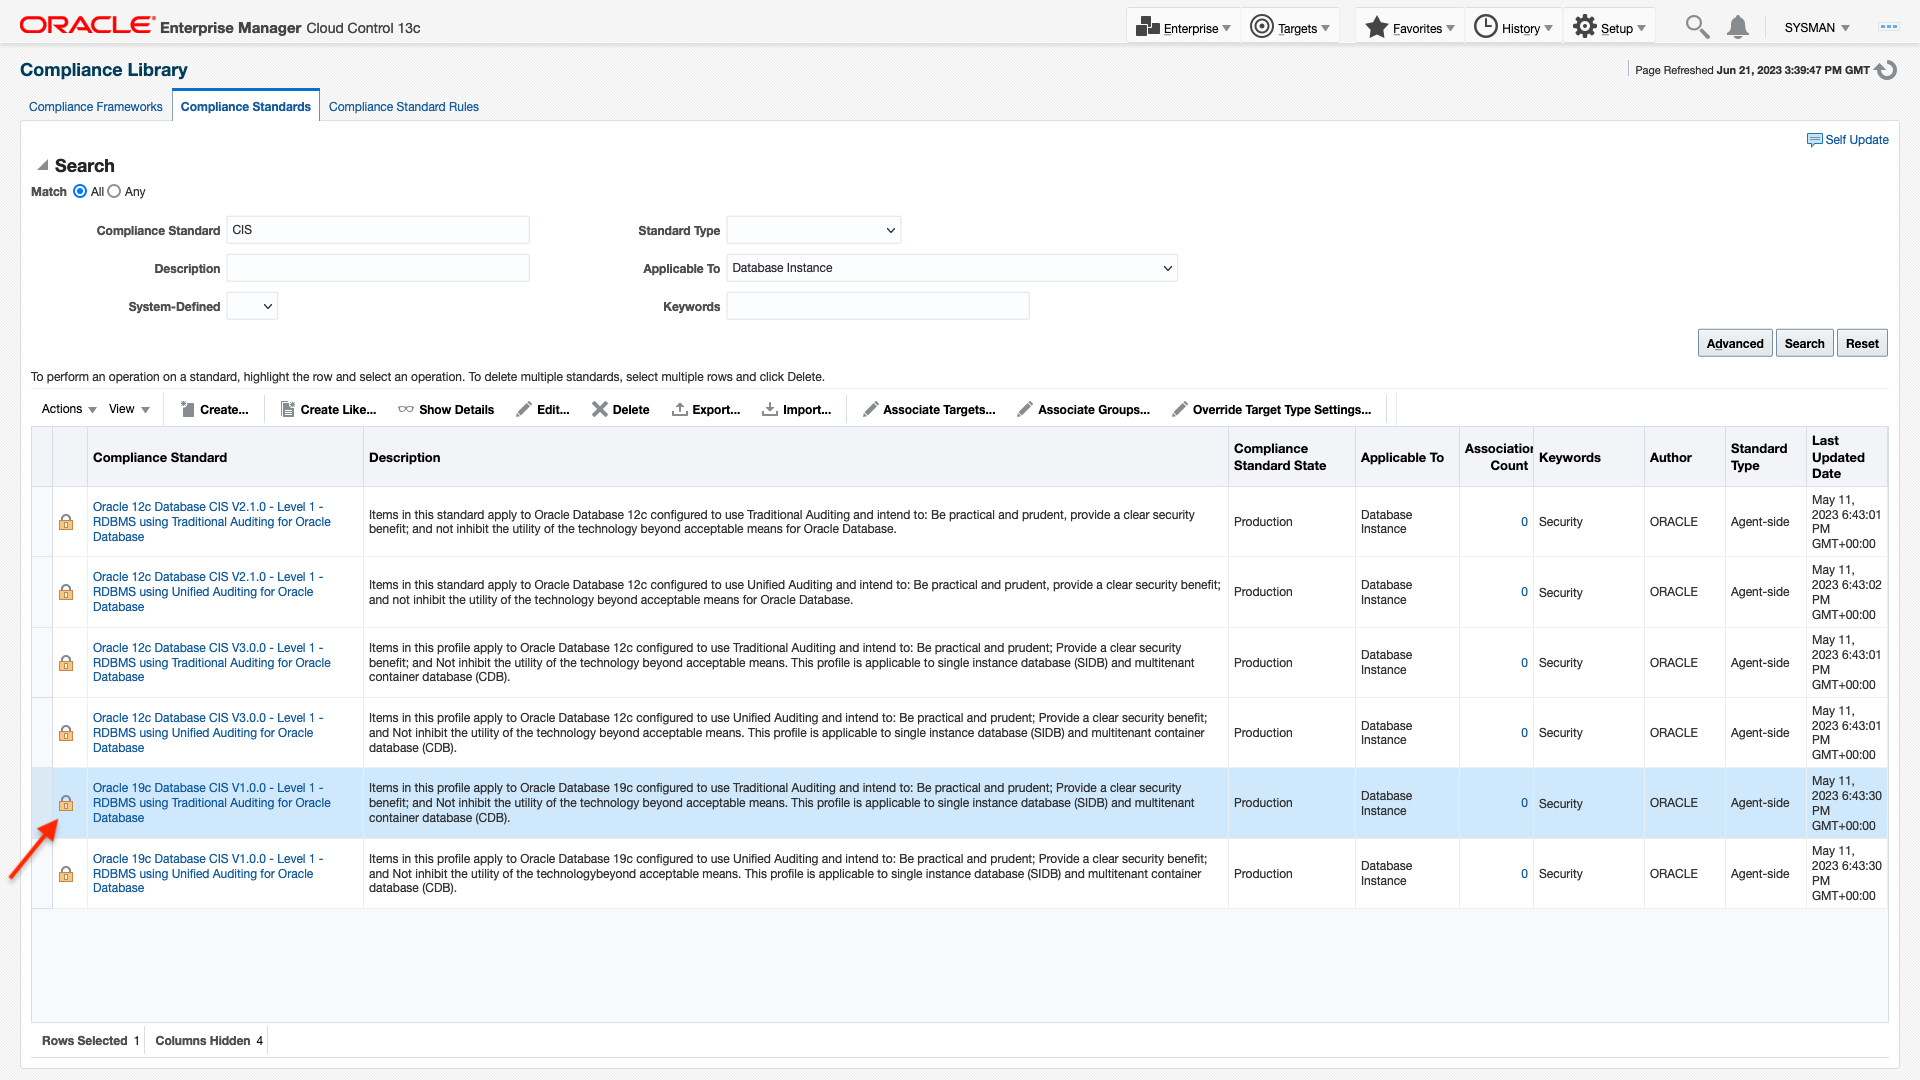 ORACLE Enterprise Manager Cloud Control 13c
Enterprise
Targets
Favorites
History
Setup
SYSMAN
Compliance Library
Page Refreshed Jun 21, 2023 3:39:47 PM GMT
Compliance Frameworks
Compliance Standards
Compliance Standard Rules
Self Update
Search
Match All Any
Compliance Standard CIS
Standard Type
Description
Applicable To Database Instance
System-Defined
Keywords
Advanced
Search
Reset
To perform an operation on a standard, highlight the row and select an operation. To delete multiple standards, select multiple rows and click Delete.
Actions View Create... Create Like... Show Details Edit... Delete Export... Import... Associate Targets... Associate Groups... Override Target Type Settings...
Compliance Standard
Description
Compliance
Standard State
Applicable To
Association
Count
Keywords
Author
Standard
Type
Last
Updated
Date
Oracle 12c Database CIS V2.1.0 - Level 1 -
RDBMS using Traditional Auditing for Oracle
Database
Items in this standard apply to Oracle Database 12c configured to use Traditional Auditing and intend to: Be practical and prudent, provide a clear security
benefit; and not inhibit the utility of the technology beyond acceptable means for Oracle Database.
Production
Database
Instance
0
Security
ORACLE
Agent-side
May 11,
2023 6:43:01
PM
GMT+00:00
Oracle 12c Database CIS V2.1.0 - Level 1 -
RDBMS using Unified Auditing for Oracle
Database
Items in this standard apply to Oracle Database 12c configured to use Unified Auditing and intend to: Be practical and prudent, provide a clear security benefit;
and not inhibit the utility of the technology beyond acceptable means for Oracle Database.
Production
Database
Instance
0
Security
ORACLE
Agent-side
May 11,
2023 6:43:02
PM
GMT+00:00
Oracle 12c Database CIS V3.0.0 - Level 1 -
RDBMS using Traditional Auditing for Oracle
Database
Items in this profile apply to Oracle Database 12c configured to use Traditional Auditing and intend to: Be practical and prudent; Provide a clear security
benefit; and Not inhibit the utility of the technology beyond acceptable means. This profile is applicable to single instance database (SIDB) and multitenant
container database (CDB).
Production
Database
Instance
0
Security
ORACLE
Agent-side
May 11,
2023 6:43:01
PM
GMT+00:00
Oracle 12c Database CIS V3.0.0 - Level 1 -
RDBMS using Unified Auditing for Oracle
Database
Items in this profile apply to Oracle Database 12c configured to use Unified Auditing and intend to: Be practical and prudent; Provide a clear security benefit;
and Not inhibit the utility of the technology beyond acceptable means. This profile is applicable to single instance database (SIDB) and multitenant container
database (CDB).
Production
Database
Instance
0
Security
ORACLE
Agent-side
May 11,
2023 6:43:01
PM
GMT+00:00
Oracle 19c Database CIS V1.0.0 - Level 1 -
RDBMS using Traditional Auditing for Oracle
Database
Items in this profile apply to Oracle Database 19c configured to use Traditional Auditing and intend to: Be practical and prudent; Provide a clear security
benefit; and Not inhibit the utility of the technology beyond acceptable means. This profile is applicable to single instance database (SIDB) and multitenant
container database (CDB).
Production
Database
Instance
0
Security
ORACLE
Agent-side
May 11,
2023 6:43:30
PM
GMT+00:00
Oracle 19c Database CIS V1.0.0 - Level 1 -
RDBMS using Unified Auditing for Oracle
Database
Items in this profile apply to Oracle Database 19c configured to use Unified Auditing and intend to: Be practical and prudent; Provide a clear security benefit;
and Not inhibit the utility of the technologybeyond acceptable means. This profile is applicable to single instance database (SIDB) and multitenant container
database (CDB).
Production
Database
Instance
0
Security
ORACLE
Agent-side
May 11,
2023 6:43:30
PM
GMT+00:00
Rows Selected 1 Columns Hidden 4